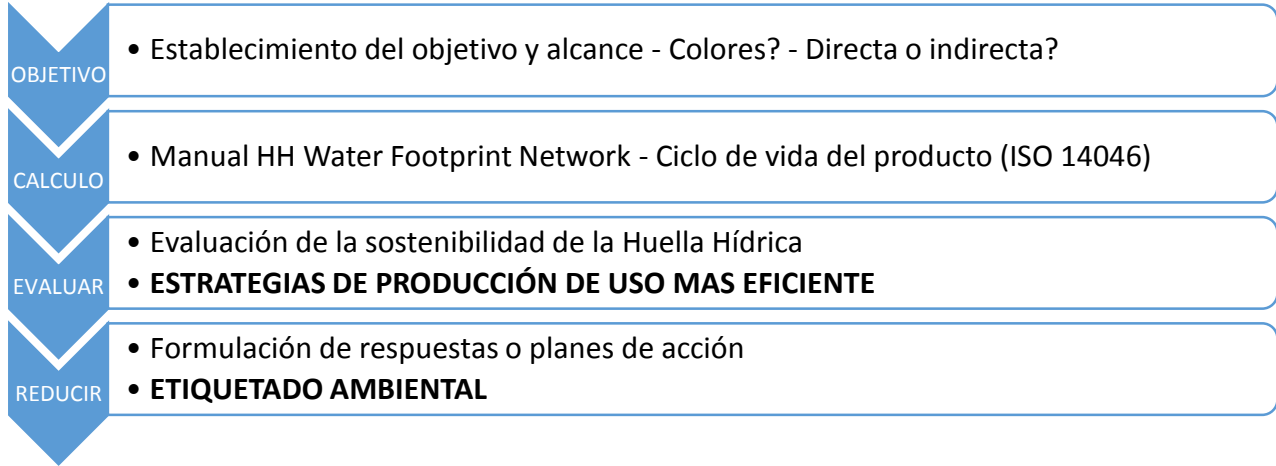 OBJETIVO
• Establecimiento del objetivo y alcance - Colores? - Directa o indirecta?
CALCULO
• Manual HH Water Footprint Network - Ciclo de vida del producto (ISO 14046)
EVALUAR
• Evaluación de la sostenibilidad de la Huella Hídrica
• ESTRATEGIAS DE PRODUCCIÓN DE USO MAS EFICIENTE
REDUCIR
• Formulación de respuestas o planes de acción
• ETIQUETADO AMBIENTAL